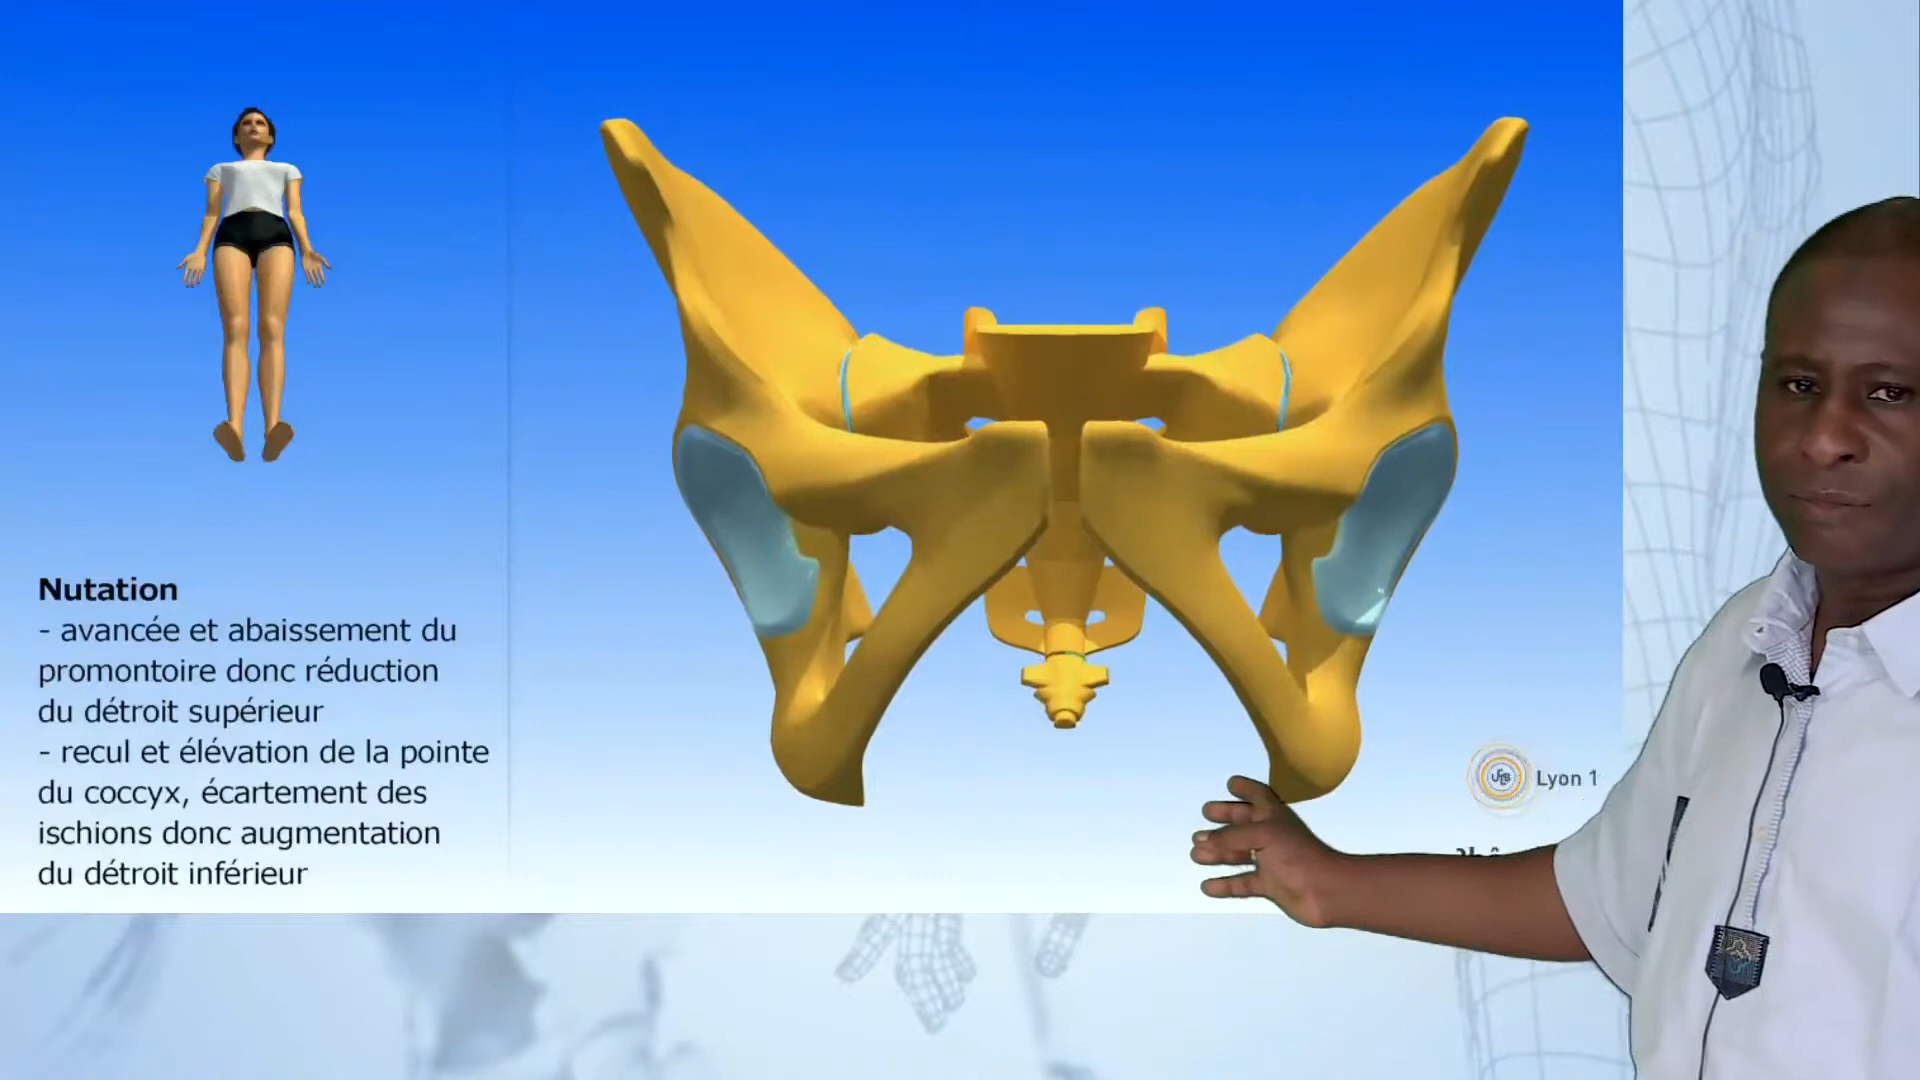 Nutation
- avancée et abaissement du
promontoire donc réduction
du détroit supérieur
- recul et élévation de la pointe
du coccyx, écartement des
ischions donc augmentation
du détroit inférieur
Lyon 1